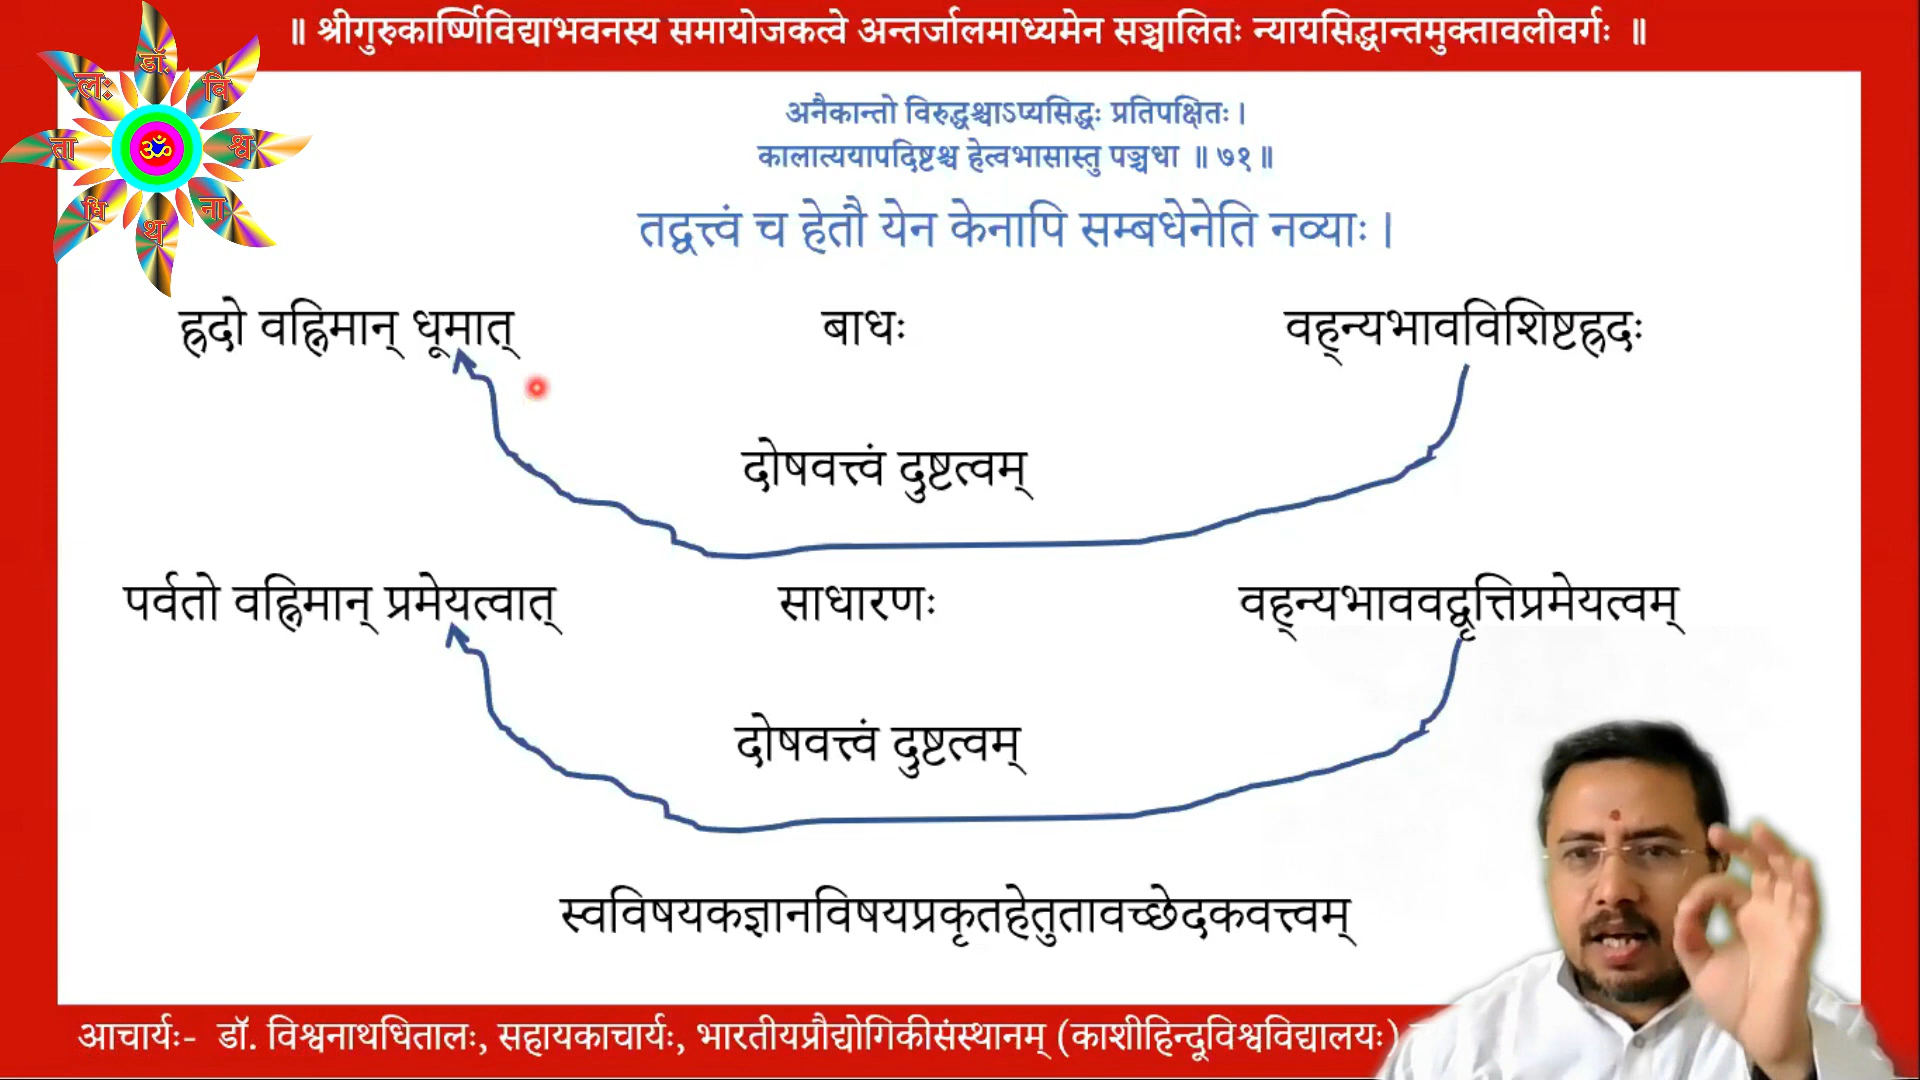 ॥ श्रीगुरुकार्ष्णिविद्याभवनस्य समायोजकत्वे अन्तर्जालमाध्यमेन सञ्चालितः न्यायसिद्धान्तमुक्तावलीवर्गः ॥
डॉ. वि श्व ना थ धि ता लः
ॐ
अनैकान्तो विरुद्धश्चाऽप्यसिद्धः प्रतिपक्षितः।
कालात्ययापदिष्टश्च हेत्वभासास्तु पञ्चधा ॥७१॥
तद्वत्त्वं च हेतौ येन केनापि सम्बधेनेति नव्याः।
ह्रदो वह्निमान् धूमात् बाधः वह्न्यभावविशिष्टह्रदः
दोषवत्त्वं दुष्टत्वम्
पर्वतो वह्निमान् प्रमेयत्वात् साधारणः वह्न्यभाववद्वृत्तिप्रमेयत्वम्
दोषवत्त्वं दुष्टत्वम्
स्वविषयकज्ञानविषयप्रकृतहेतुतावच्छेदकवत्त्वम्
आचार्यः- डॉ. विश्वनाथधितालः, सहायकाचार्यः, भारतीयप्रौद्योगिकीसंस्थानम् (काशीहिन्दूविश्वविद्यालयः)